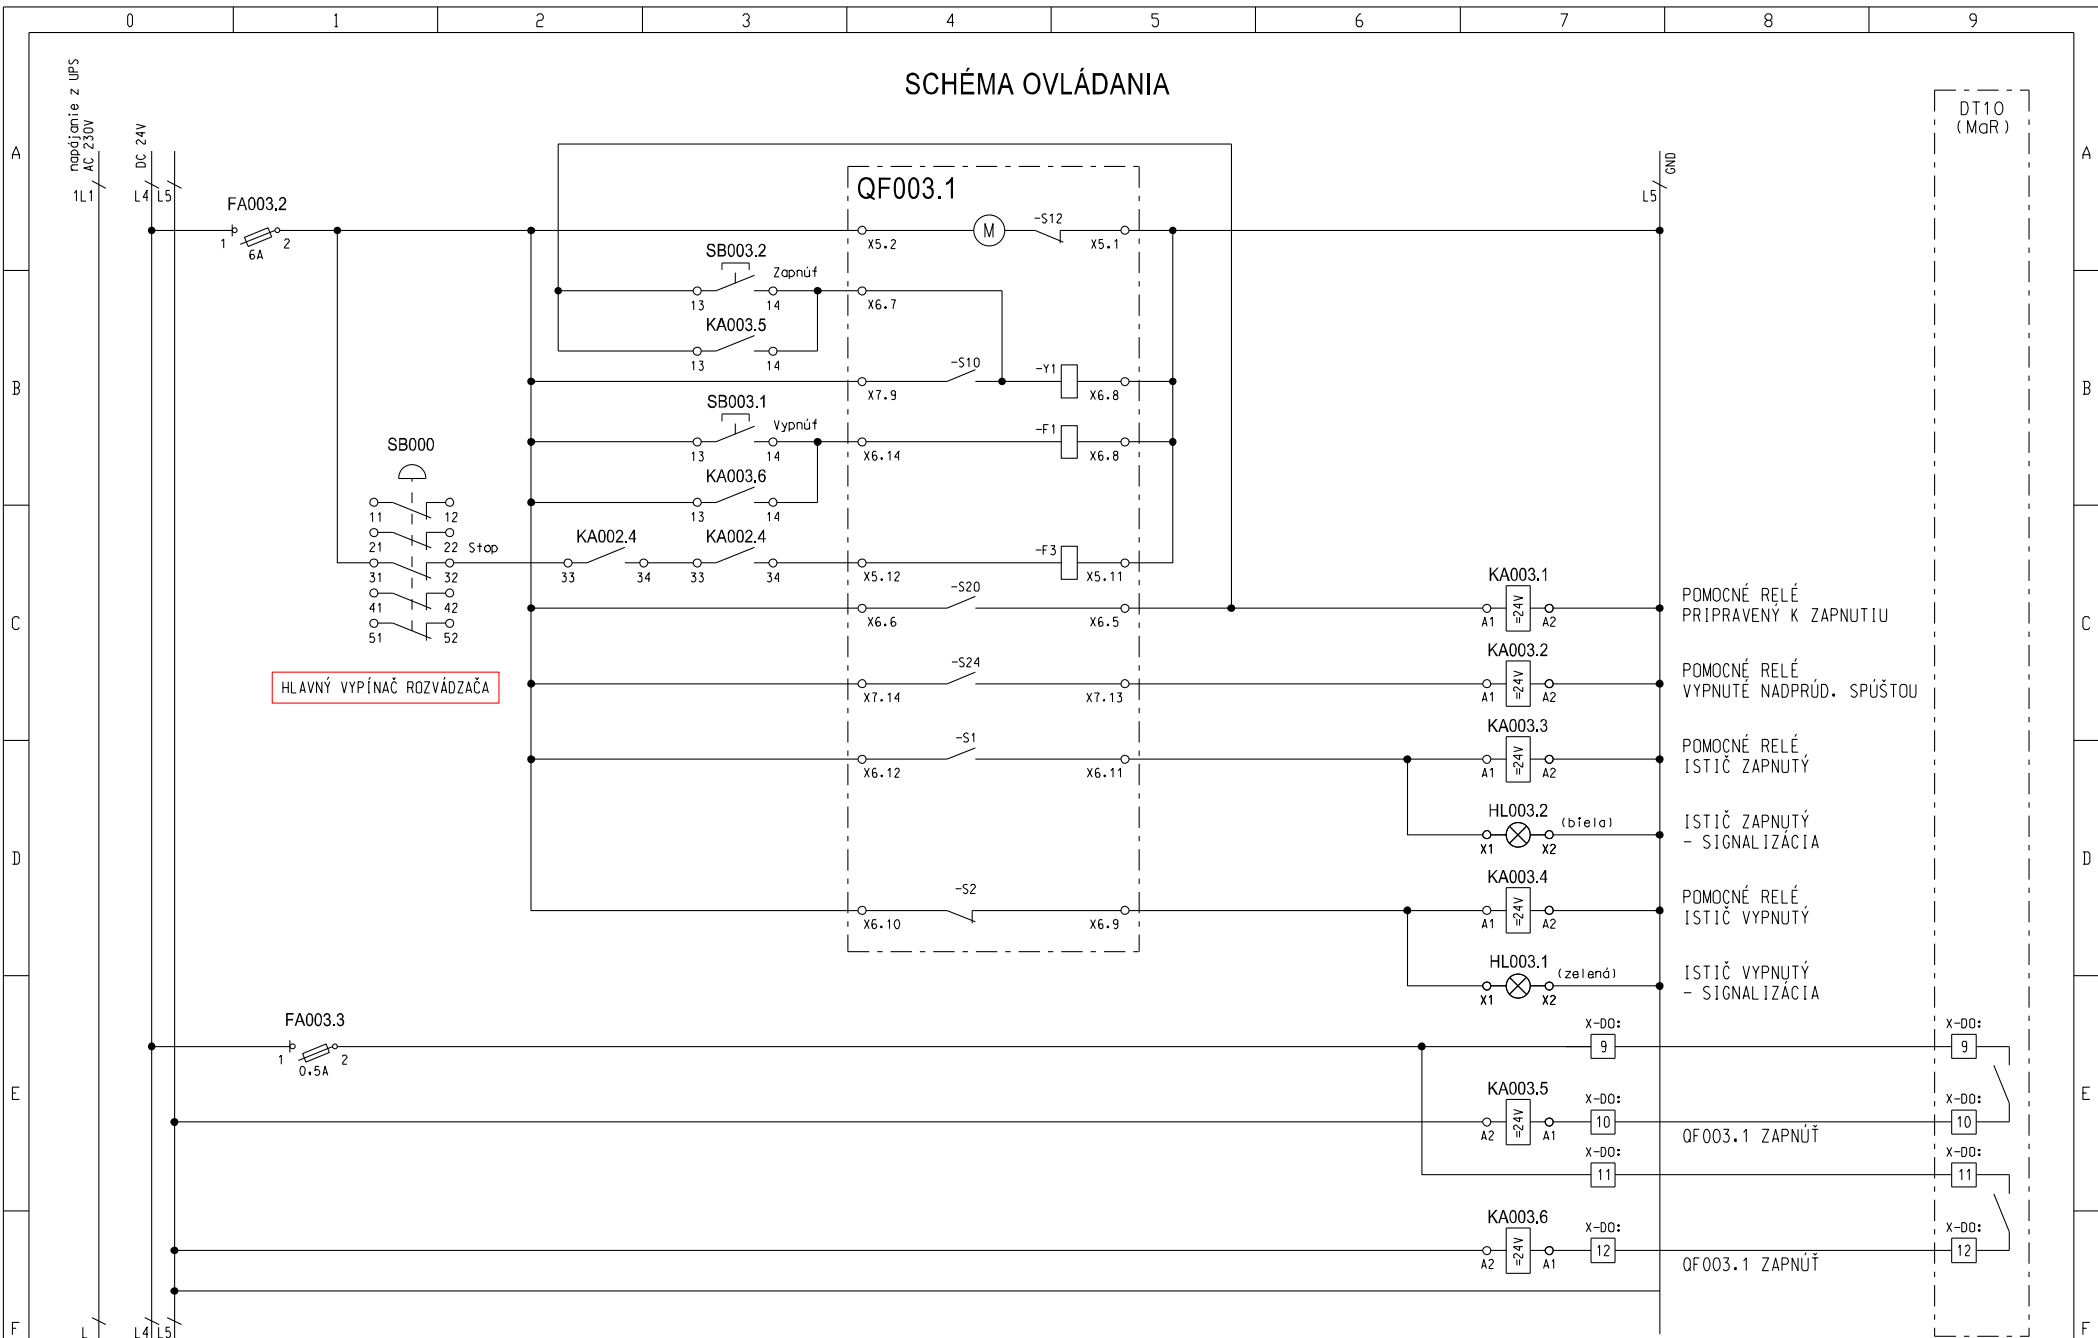 0 1 2 3 4 5 6 7 8 9
SCHÉMA OVLÁDANIA
napájanie z UPS
AC 230V
DC 24V
GND
DT10
(MaR)
A A
1L1 L4 L5 L5
QF003.1
FA003.2
1 2
6A
X5.2 M -S12 X5.1
SB003.2
Zapnúť
13 14 X6.7
KA003.5
13 14
B B
-S10 -Y1
X7.9 X6.8
SB003.1
Vypnúť
-F1
13 14 X6.14 X6.8
SB000
KA003.6
13 14
11 12
21 22 Stop
31 32
41 42
51 52
KA002.4 KA002.4
33 34 33 34
-F3
X5.12 X5.11
C C
-S20
X6.6 X6.5
KA003.1
A1 =24V A2
POMOCNÉ RELÉ
PRIPRAVENÝ K ZAPNUTIU
HLAVNÝ VYPÍNAČ ROZVÁDZAČA
-S24
X7.14 X7.13
KA003.2
A1 =24V A2
POMOCNÉ RELÉ
VYPNUTÉ NADPRÚD. SPÚŠTOU
-S1
X6.12 X6.11
KA003.3
A1 =24V A2
POMOCNÉ RELÉ
ISTIČ ZAPNUTÝ
D D
HL003.2
(biela)
X1 X2
ISTIČ ZAPNUTÝ
- SIGNALIZÁCIA
-S2
X6.10 X6.9
KA003.4
A1 =24V A2
POMOCNÉ RELÉ
ISTIČ VYPNUTÝ
HL003.1
(zelená)
X1 X2
ISTIČ VYPNUTÝ
- SIGNALIZÁCIA
FA003.3
1 2
0.5A
X-DO: X-DO:
9 9
E E
KA003.5
A2 =24V A1
X-DO: X-DO:
10 10
QF003.1 ZAPNÚŤ
X-DO: X-DO:
11 11
KA003.6
A2 =24V A1
X-DO: X-DO:
12 12
QF003.1 ZAPNÚŤ
F F
L L4 L5